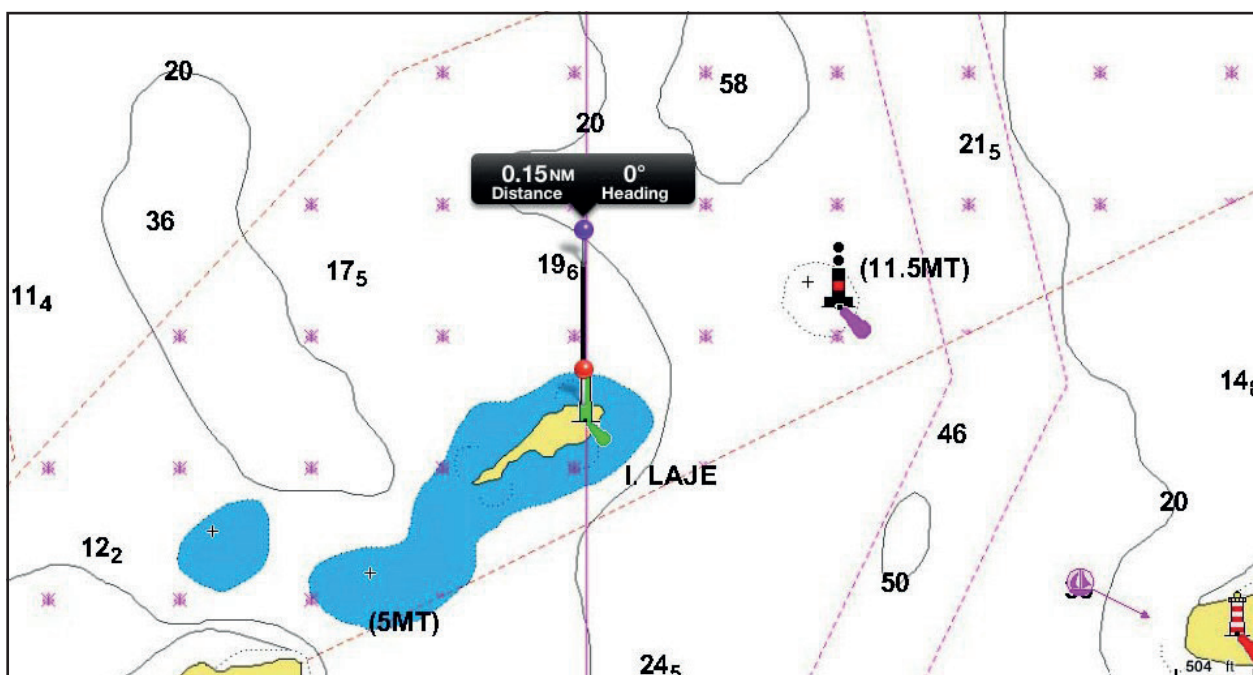 20
58
20
21₅
0.15NM 0°
Distance Heading
36
19₆
(11.5MT)
17₅
11₄
14₈
I. LAJE
46
20
12₂
50
(5MT)
24₅
504 ft